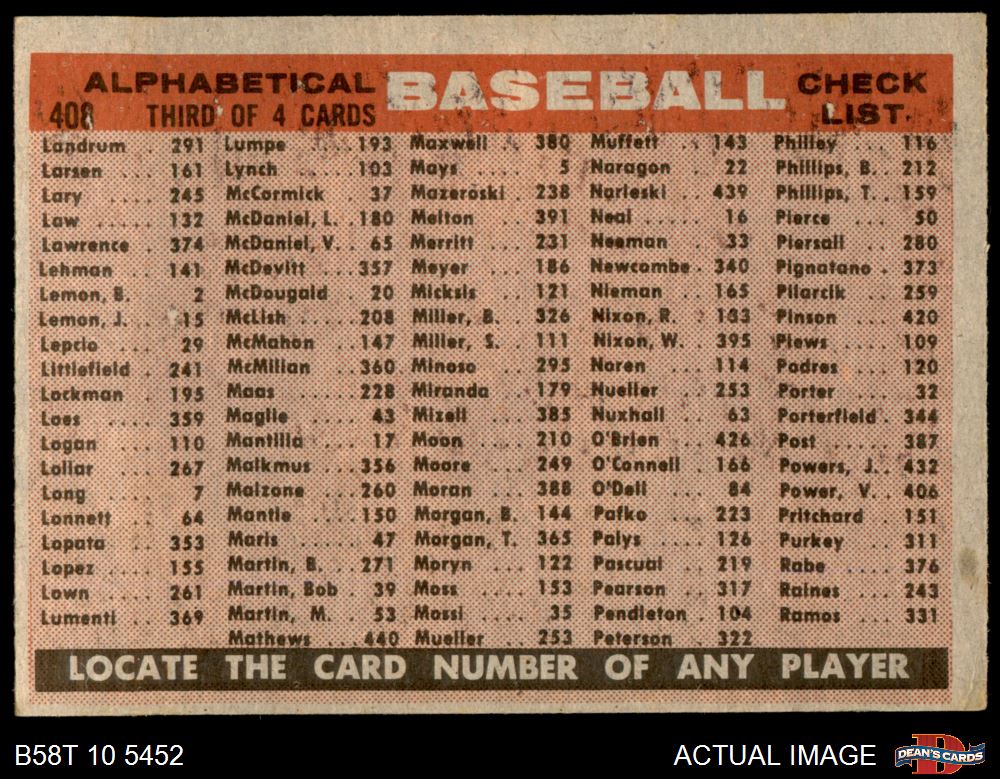 ALPHABETICAL BASEBALL CHECK
408 THIRD OF 4 CARDS LIST.
Landrum . 291
Larsen ... 161
Lary .... 245
Law .... 132
Lawrence . 374
Lehman .. 141
Lemon, B. 2
Lemon, J. . 15
Lepcio ... 29
Littlefield . 241
Lockman . 195
Loes .... 359
Logan ... 110
Lollar ... 267
Long .... 7
Lonnett .. 64
Lopata .. 353
Lopez .... 155
Lown .... 261
Lumenti . 369
Lumpe ... 193
Lynch .... 103
McCormick . 37
McDaniel, L. . 180
McDaniel, V. . 65
McDevitt ... 357
McDougald . 20
McLish ..... 208
McMahon .. 147
McMillan ... 360
Maas ..... 228
Maglie .... 43
Mantilla ... 17
Malkmus ... 356
Malzone ... 260
Mantle .... 150
Maris .... 47
Martin, B. .. 271
Martin, Bob . 39
Martin, M. . 53
Mathews ... 440
Maxwell .. 380
Mays .... 5
Mazeroski . 238
Melton ... 391
Merritt ... 231
Meyer ... 186
Micksis ... 121
Miller, B. . 326
Miller, S. . 111
Minoso ... 295
Miranda .. 179
Mizell ... 385
Moon .... 210
Moore ... 249
Moran ... 388
Morgan, B. 144
Morgan, T. 365
Moryn ... 122
Moss .... 153
Mossi .... 35
Mueller .. 253
Muffett .. 143
Naragon .. 22
Narleski .. 439
Neal ..... 16
Neeman .. 33
Newcombe . 340
Nieman .. 165
Nixon, R. . 133
Nixon, W. . 395
Noren ... 114
Nueller .. 253
Nuxhall .. 63
O'Brien .. 426
O'Connell . 166
O'Dell ... 84
Pafko ... 223
Palys ... 126
Pascual .. 219
Pearson .. 317
Pendleton . 104
Peterson .. 322
Philley ... 116
Phillips, B. . 212
Phillips, T. . 159
Pierce ... 50
Piersall .. 280
Pignatano . 373
Pilarcik .. 259
Pinson ... 420
Plews ... 109
Podres ... 120
Porter ... 32
Porterfield . 344
Post .... 387
Powers, J. . 432
Power, V. . 406
Pritchard . 151
Purkey ... 311
Rabe .... 376
Raines ... 243
Ramos ... 331
LOCATE THE CARD NUMBER OF ANY PLAYER
B58T 10 5452 ACTUAL IMAGE DEAN'S CARDS